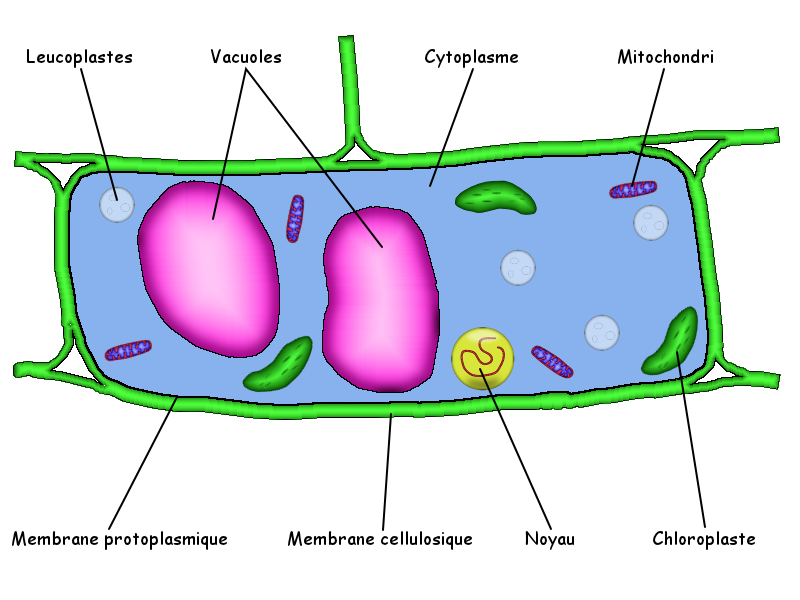 Leucoplastes
Vacuoles
Cytoplasme
Mitochondri
Membrane protoplasmique
Membrane cellulosique
Noyau
Chloroplaste